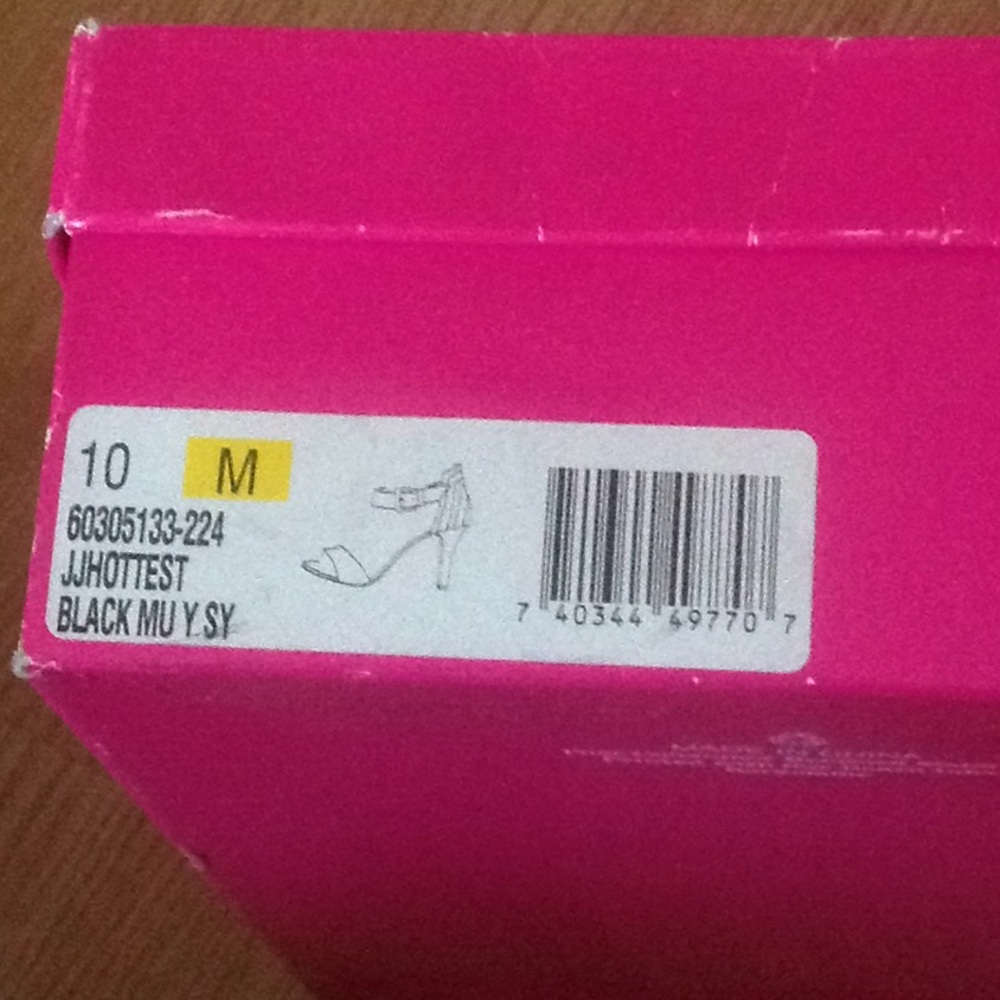 10 M
60305133-224
JJHOTTEST
BLACK MU Y SY
7 40344 49770 7